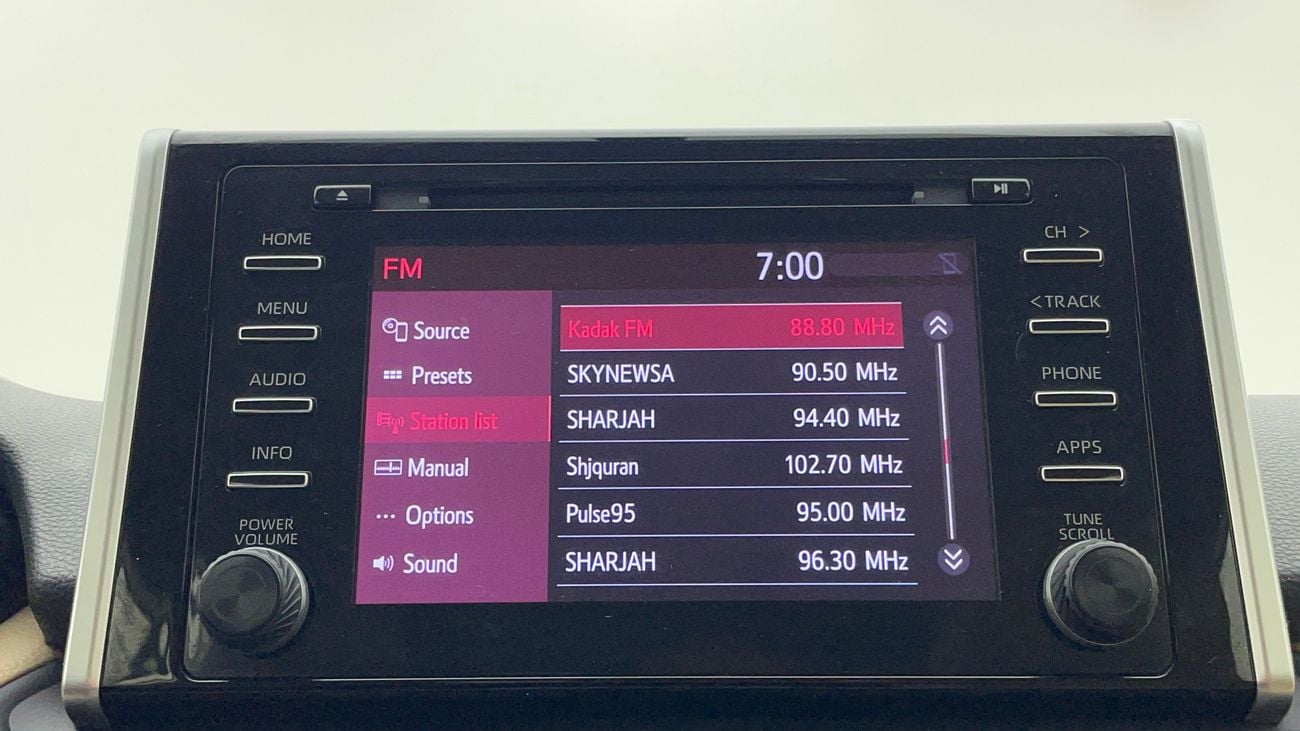 HOME
MENU
AUDIO
INFO
POWER
VOLUME
FM
7:00
Source
Presets
Station list
Manual
Options
Sound
Kadak FM 88.80 MHz
SKYNEWSA 90.50 MHz
SHARJAH 94.40 MHz
Shjquran 102.70 MHz
Pulse95 95.00 MHz
SHARJAH 96.30 MHz
CH >
< TRACK
PHONE
APPS
TUNE
SCROLL